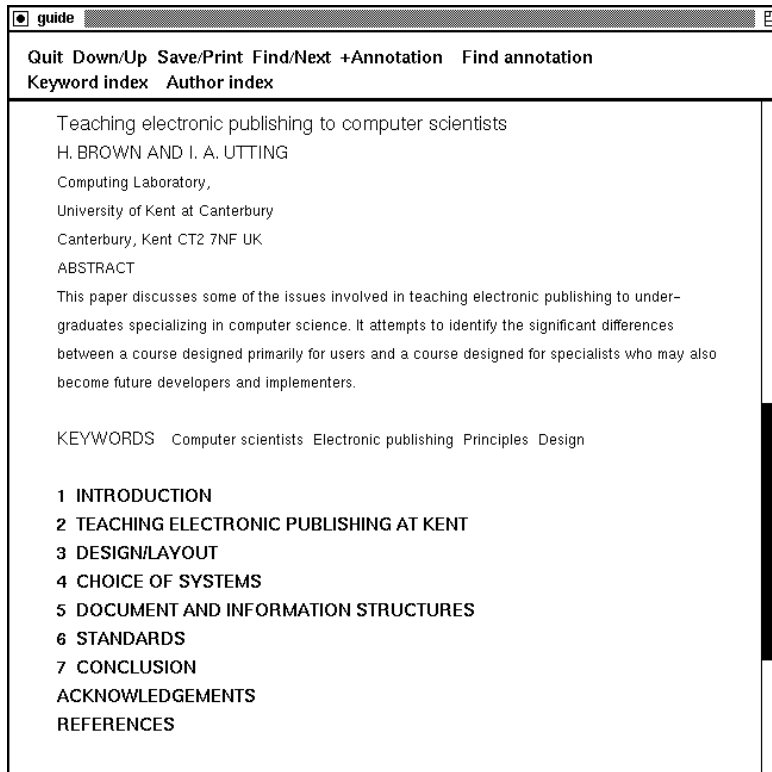 guide
Quit Down/Up Save/Print Find/Next +Annotation Find annotation
Keyword index Author index
Teaching electronic publishing to computer scientists
H. BROWN AND I. A. UTTING
Computing Laboratory,
University of Kent at Canterbury
Canterbury, Kent CT2 7NF UK
ABSTRACT
This paper discusses some of the issues involved in teaching electronic publishing to under-
graduates specializing in computer science. It attempts to identify the significant differences
between a course designed primarily for users and a course designed for specialists who may also
become future developers and implementers.
KEYWORDS Computer scientists Electronic publishing Principles Design
1 INTRODUCTION
2 TEACHING ELECTRONIC PUBLISHING AT KENT
3 DESIGN/LAYOUT
4 CHOICE OF SYSTEMS
5 DOCUMENT AND INFORMATION STRUCTURES
6 STANDARDS
7 CONCLUSION
ACKNOWLEDGEMENTS
REFERENCES